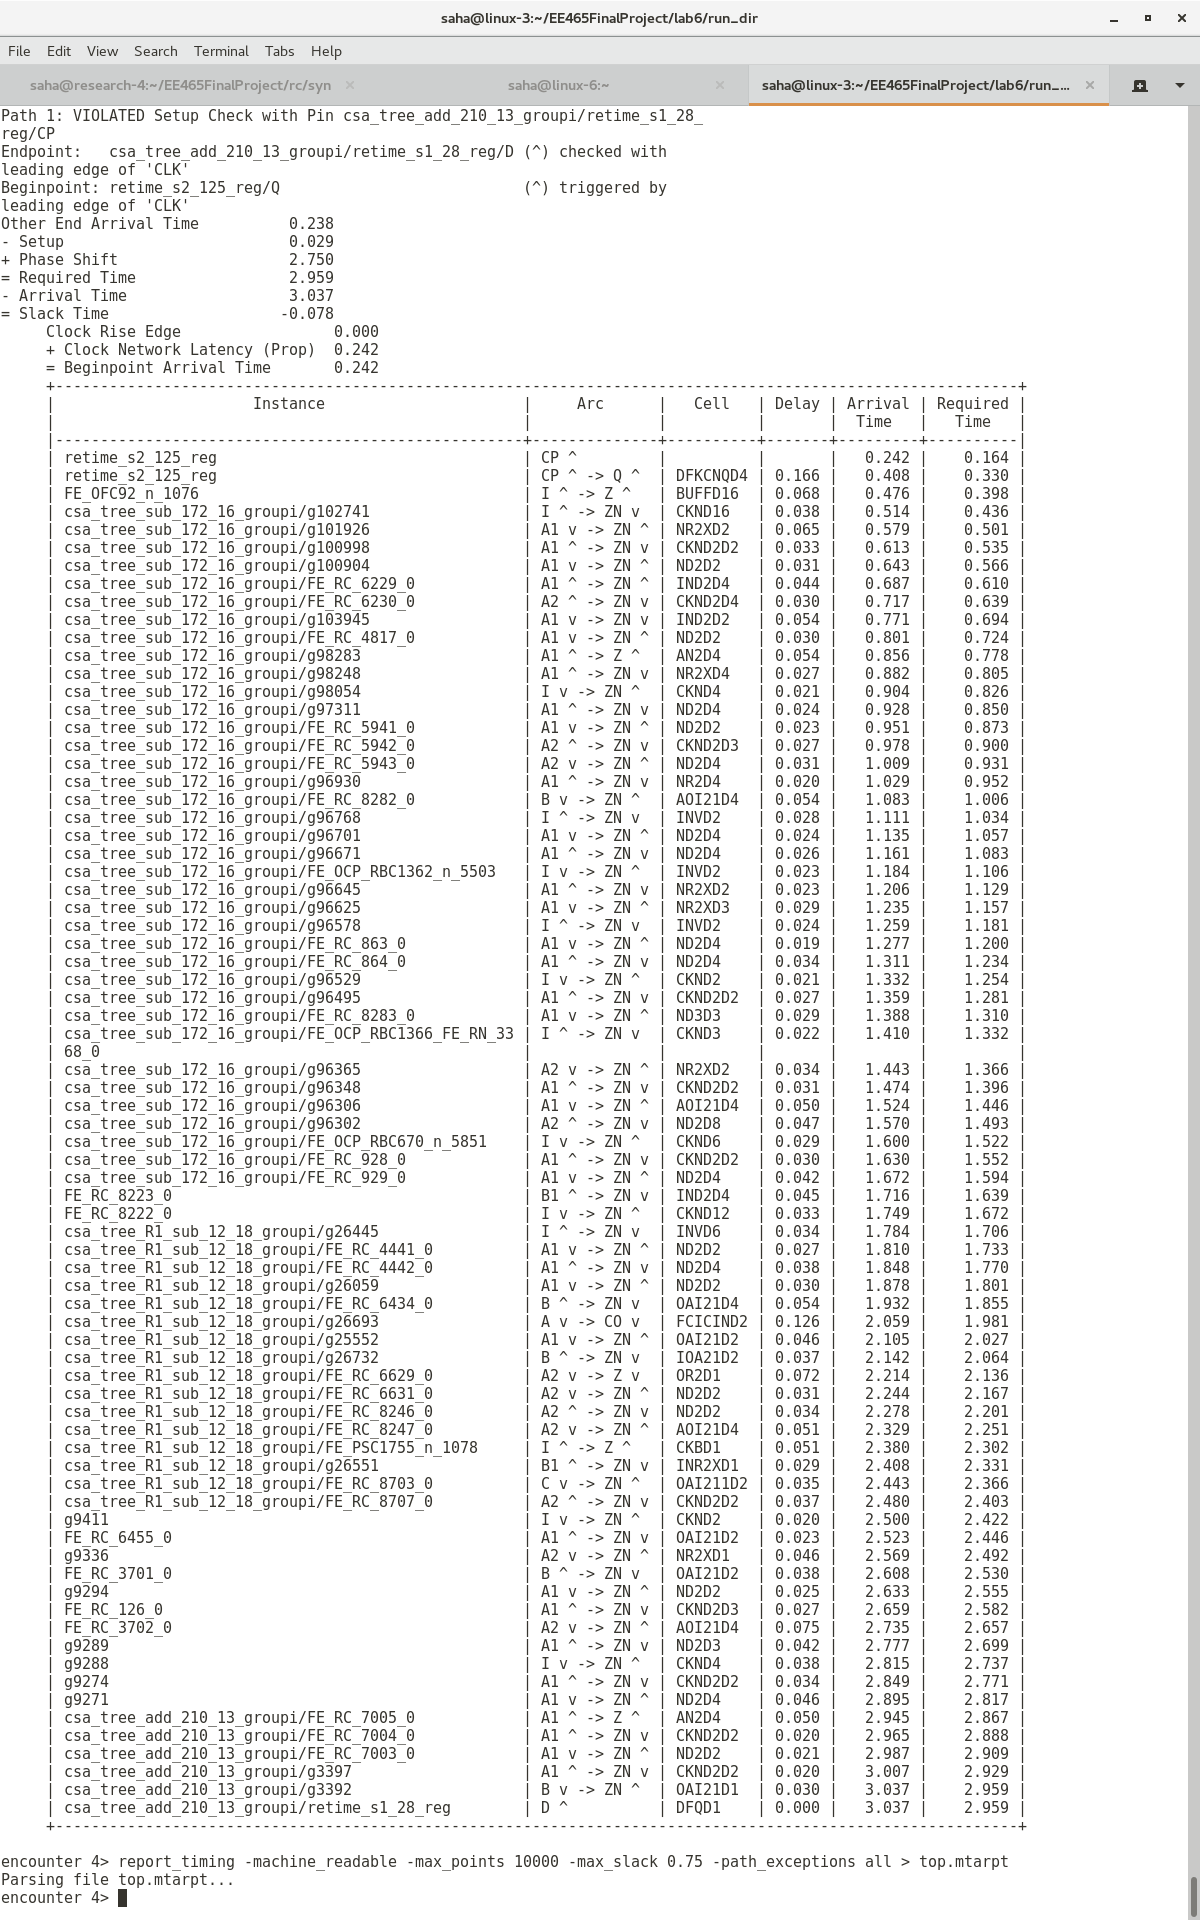 saha@linux-3:~/EE465FinalProject/lab6/run_dir
File Edit View Search Terminal Tabs Help
saha@research-4:~/EE465FinalProject/rc/syn × saha@linux-6:~ × saha@linux-3:~/EE465FinalProject/lab6/run_... ×
Path 1: VIOLATED Setup Check with Pin csa_tree_add_210_13_groupi/retime_s1_28_
reg/CP
Endpoint:   csa_tree_add_210_13_groupi/retime_s1_28_reg/D (^) checked with
leading edge of 'CLK'
Beginpoint: retime_s2_125_reg/Q                           (^) triggered by
leading edge of 'CLK'
Other End Arrival Time          0.238
- Setup                         0.029
+ Phase Shift                   2.750
= Required Time                 2.959
- Arrival Time                  3.037
= Slack Time                   -0.078
Clock Rise Edge                 0.000
+ Clock Network Latency (Prop)  0.242
= Beginpoint Arrival Time       0.242
+-----------------------------------------------------------------------------------------------------------+
| Instance | Arc | Cell | Delay | Arrival | Required |
| | | | | Time | Time |
|----------------------------------------------------+--------------+----------+-------+---------+----------|
| retime_s2_125_reg | CP ^ | | | 0.242 | 0.164 |
| retime_s2_125_reg | CP ^ -> Q ^ | DFKCNQD4 | 0.166 | 0.408 | 0.330 |
| FE_OFC92_n_1076 | I ^ -> Z ^ | BUFFD16 | 0.068 | 0.476 | 0.398 |
| csa_tree_sub_172_16_groupi/g102741 | I ^ -> ZN v | CKND16 | 0.038 | 0.514 | 0.436 |
| csa_tree_sub_172_16_groupi/g101926 | A1 v -> ZN ^ | NR2XD2 | 0.065 | 0.579 | 0.501 |
| csa_tree_sub_172_16_groupi/g100998 | A1 ^ -> ZN v | CKND2D2 | 0.033 | 0.613 | 0.535 |
| csa_tree_sub_172_16_groupi/g100904 | A1 v -> ZN ^ | ND2D2 | 0.031 | 0.643 | 0.566 |
| csa_tree_sub_172_16_groupi/FE_RC_6229_0 | A1 ^ -> ZN ^ | IND2D4 | 0.044 | 0.687 | 0.610 |
| csa_tree_sub_172_16_groupi/FE_RC_6230_0 | A2 ^ -> ZN v | CKND2D4 | 0.030 | 0.717 | 0.639 |
| csa_tree_sub_172_16_groupi/g103945 | A1 v -> ZN v | IND2D2 | 0.054 | 0.771 | 0.694 |
| csa_tree_sub_172_16_groupi/FE_RC_4817_0 | A1 v -> ZN ^ | ND2D2 | 0.030 | 0.801 | 0.724 |
| csa_tree_sub_172_16_groupi/g98283 | A1 ^ -> Z ^ | AN2D4 | 0.054 | 0.856 | 0.778 |
| csa_tree_sub_172_16_groupi/g98248 | A1 ^ -> ZN v | NR2XD4 | 0.027 | 0.882 | 0.805 |
| csa_tree_sub_172_16_groupi/g98054 | I v -> ZN ^ | CKND4 | 0.021 | 0.904 | 0.826 |
| csa_tree_sub_172_16_groupi/g97311 | A1 ^ -> ZN v | ND2D4 | 0.024 | 0.928 | 0.850 |
| csa_tree_sub_172_16_groupi/FE_RC_5941_0 | A1 v -> ZN ^ | ND2D2 | 0.023 | 0.951 | 0.873 |
| csa_tree_sub_172_16_groupi/FE_RC_5942_0 | A2 ^ -> ZN v | CKND2D3 | 0.027 | 0.978 | 0.900 |
| csa_tree_sub_172_16_groupi/FE_RC_5943_0 | A2 v -> ZN ^ | ND2D4 | 0.031 | 1.009 | 0.931 |
| csa_tree_sub_172_16_groupi/g96930 | A1 ^ -> ZN v | NR2D4 | 0.020 | 1.029 | 0.952 |
| csa_tree_sub_172_16_groupi/FE_RC_8282_0 | B v -> ZN ^ | AOI21D4 | 0.054 | 1.083 | 1.006 |
| csa_tree_sub_172_16_groupi/g96768 | I ^ -> ZN v | INVD2 | 0.028 | 1.111 | 1.034 |
| csa_tree_sub_172_16_groupi/g96701 | A1 v -> ZN ^ | ND2D4 | 0.024 | 1.135 | 1.057 |
| csa_tree_sub_172_16_groupi/g96671 | A1 ^ -> ZN v | ND2D4 | 0.026 | 1.161 | 1.083 |
| csa_tree_sub_172_16_groupi/FE_OCP_RBC1362_n_5503 | I v -> ZN ^ | INVD2 | 0.023 | 1.184 | 1.106 |
| csa_tree_sub_172_16_groupi/g96645 | A1 ^ -> ZN v | NR2XD2 | 0.023 | 1.206 | 1.129 |
| csa_tree_sub_172_16_groupi/g96625 | A1 v -> ZN ^ | NR2XD3 | 0.029 | 1.235 | 1.157 |
| csa_tree_sub_172_16_groupi/g96578 | I ^ -> ZN v | INVD2 | 0.024 | 1.259 | 1.181 |
| csa_tree_sub_172_16_groupi/FE_RC_863_0 | A1 v -> ZN ^ | ND2D4 | 0.019 | 1.277 | 1.200 |
| csa_tree_sub_172_16_groupi/FE_RC_864_0 | A1 ^ -> ZN v | ND2D4 | 0.034 | 1.311 | 1.234 |
| csa_tree_sub_172_16_groupi/g96529 | I v -> ZN ^ | CKND2 | 0.021 | 1.332 | 1.254 |
| csa_tree_sub_172_16_groupi/g96495 | A1 ^ -> ZN v | CKND2D2 | 0.027 | 1.359 | 1.281 |
| csa_tree_sub_172_16_groupi/FE_RC_8283_0 | A1 v -> ZN ^ | ND3D3 | 0.029 | 1.388 | 1.310 |
| csa_tree_sub_172_16_groupi/FE_OCP_RBC1366_FE_RN_33 | I ^ -> ZN v | CKND3 | 0.022 | 1.410 | 1.332 |
| 68_0 | | | | | |
| csa_tree_sub_172_16_groupi/g96365 | A2 v -> ZN ^ | NR2XD2 | 0.034 | 1.443 | 1.366 |
| csa_tree_sub_172_16_groupi/g96348 | A1 ^ -> ZN v | CKND2D2 | 0.031 | 1.474 | 1.396 |
| csa_tree_sub_172_16_groupi/g96306 | A1 v -> ZN ^ | AOI21D4 | 0.050 | 1.524 | 1.446 |
| csa_tree_sub_172_16_groupi/g96302 | A2 ^ -> ZN v | ND2D8 | 0.047 | 1.570 | 1.493 |
| csa_tree_sub_172_16_groupi/FE_OCP_RBC670_n_5851 | I v -> ZN ^ | CKND6 | 0.029 | 1.600 | 1.522 |
| csa_tree_sub_172_16_groupi/FE_RC_928_0 | A1 ^ -> ZN v | CKND2D2 | 0.030 | 1.630 | 1.552 |
| csa_tree_sub_172_16_groupi/FE_RC_929_0 | A1 v -> ZN ^ | ND2D4 | 0.042 | 1.672 | 1.594 |
| FE_RC_8223_0 | B1 ^ -> ZN v | IND2D4 | 0.045 | 1.716 | 1.639 |
| FE_RC_8222_0 | I v -> ZN ^ | CKND12 | 0.033 | 1.749 | 1.672 |
| csa_tree_R1_sub_12_18_groupi/g26445 | I ^ -> ZN v | INVD6 | 0.034 | 1.784 | 1.706 |
| csa_tree_R1_sub_12_18_groupi/FE_RC_4441_0 | A1 v -> ZN ^ | ND2D2 | 0.027 | 1.810 | 1.733 |
| csa_tree_R1_sub_12_18_groupi/FE_RC_4442_0 | A1 ^ -> ZN v | ND2D4 | 0.038 | 1.848 | 1.770 |
| csa_tree_R1_sub_12_18_groupi/g26059 | A1 v -> ZN ^ | ND2D2 | 0.030 | 1.878 | 1.801 |
| csa_tree_R1_sub_12_18_groupi/FE_RC_6434_0 | B ^ -> ZN v | OAI21D4 | 0.054 | 1.932 | 1.855 |
| csa_tree_R1_sub_12_18_groupi/g26693 | A v -> CO v | FCICIND2 | 0.126 | 2.059 | 1.981 |
| csa_tree_R1_sub_12_18_groupi/g25552 | A1 v -> ZN ^ | OAI21D2 | 0.046 | 2.105 | 2.027 |
| csa_tree_R1_sub_12_18_groupi/g26732 | B ^ -> ZN v | IOA21D2 | 0.037 | 2.142 | 2.064 |
| csa_tree_R1_sub_12_18_groupi/FE_RC_6629_0 | A2 v -> Z v | OR2D1 | 0.072 | 2.214 | 2.136 |
| csa_tree_R1_sub_12_18_groupi/FE_RC_6631_0 | A2 v -> ZN ^ | ND2D2 | 0.031 | 2.244 | 2.167 |
| csa_tree_R1_sub_12_18_groupi/FE_RC_8246_0 | A2 ^ -> ZN v | ND2D2 | 0.034 | 2.278 | 2.201 |
| csa_tree_R1_sub_12_18_groupi/FE_RC_8247_0 | A2 v -> ZN ^ | AOI21D4 | 0.051 | 2.329 | 2.251 |
| csa_tree_R1_sub_12_18_groupi/FE_PSC1755_n_1078 | I ^ -> Z ^ | CKBD1 | 0.051 | 2.380 | 2.302 |
| csa_tree_R1_sub_12_18_groupi/g26551 | B1 ^ -> ZN v | INR2XD1 | 0.029 | 2.408 | 2.331 |
| csa_tree_R1_sub_12_18_groupi/FE_RC_8703_0 | C v -> ZN ^ | OAI211D2 | 0.035 | 2.443 | 2.366 |
| csa_tree_R1_sub_12_18_groupi/FE_RC_8707_0 | A2 ^ -> ZN v | CKND2D2 | 0.037 | 2.480 | 2.403 |
| g9411 | I v -> ZN ^ | CKND2 | 0.020 | 2.500 | 2.422 |
| FE_RC_6455_0 | A1 ^ -> ZN v | OAI21D2 | 0.023 | 2.523 | 2.446 |
| g9336 | A2 v -> ZN ^ | NR2XD1 | 0.046 | 2.569 | 2.492 |
| FE_RC_3701_0 | B ^ -> ZN v | OAI21D2 | 0.038 | 2.608 | 2.530 |
| g9294 | A1 v -> ZN ^ | ND2D2 | 0.025 | 2.633 | 2.555 |
| FE_RC_126_0 | A1 ^ -> ZN v | CKND2D3 | 0.027 | 2.659 | 2.582 |
| FE_RC_3702_0 | A2 v -> ZN ^ | AOI21D4 | 0.075 | 2.735 | 2.657 |
| g9289 | A1 ^ -> ZN v | ND2D3 | 0.042 | 2.777 | 2.699 |
| g9288 | I v -> ZN ^ | CKND4 | 0.038 | 2.815 | 2.737 |
| g9274 | A1 ^ -> ZN v | CKND2D2 | 0.034 | 2.849 | 2.771 |
| g9271 | A1 v -> ZN ^ | ND2D4 | 0.046 | 2.895 | 2.817 |
| csa_tree_add_210_13_groupi/FE_RC_7005_0 | A1 ^ -> Z ^ | AN2D4 | 0.050 | 2.945 | 2.867 |
| csa_tree_add_210_13_groupi/FE_RC_7004_0 | A1 ^ -> ZN v | CKND2D2 | 0.020 | 2.965 | 2.888 |
| csa_tree_add_210_13_groupi/FE_RC_7003_0 | A1 v -> ZN ^ | ND2D2 | 0.021 | 2.987 | 2.909 |
| csa_tree_add_210_13_groupi/g3397 | A1 ^ -> ZN v | CKND2D2 | 0.020 | 3.007 | 2.929 |
| csa_tree_add_210_13_groupi/g3392 | B v -> ZN ^ | OAI21D1 | 0.030 | 3.037 | 2.959 |
| csa_tree_add_210_13_groupi/retime_s1_28_reg | D ^ | DFQD1 | 0.000 | 3.037 | 2.959 |
+-----------------------------------------------------------------------------------------------------------+
encounter 4> report_timing -machine_readable -max_points 10000 -max_slack 0.75 -path_exceptions all > top.mtarpt
Parsing file top.mtarpt...
encounter 4>